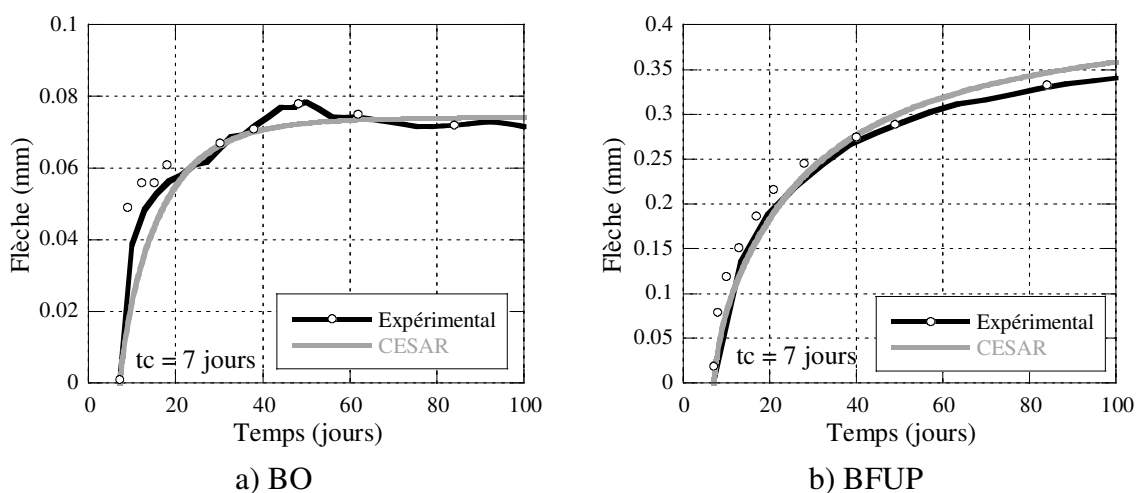 0.1
0.08
0.06
0.04
0.02
0
Flèche (mm)
Expérimental
CESAR
tc = 7 jours
0 20 40 60 80 100
Temps (jours)
a) BO
0.4
0.35
0.3
0.25
0.2
0.15
0.1
0.05
0
Flèche (mm)
Expérimental
CESAR
tc = 7 jours
0 20 40 60 80 100
Temps (jours)
b) BFUP